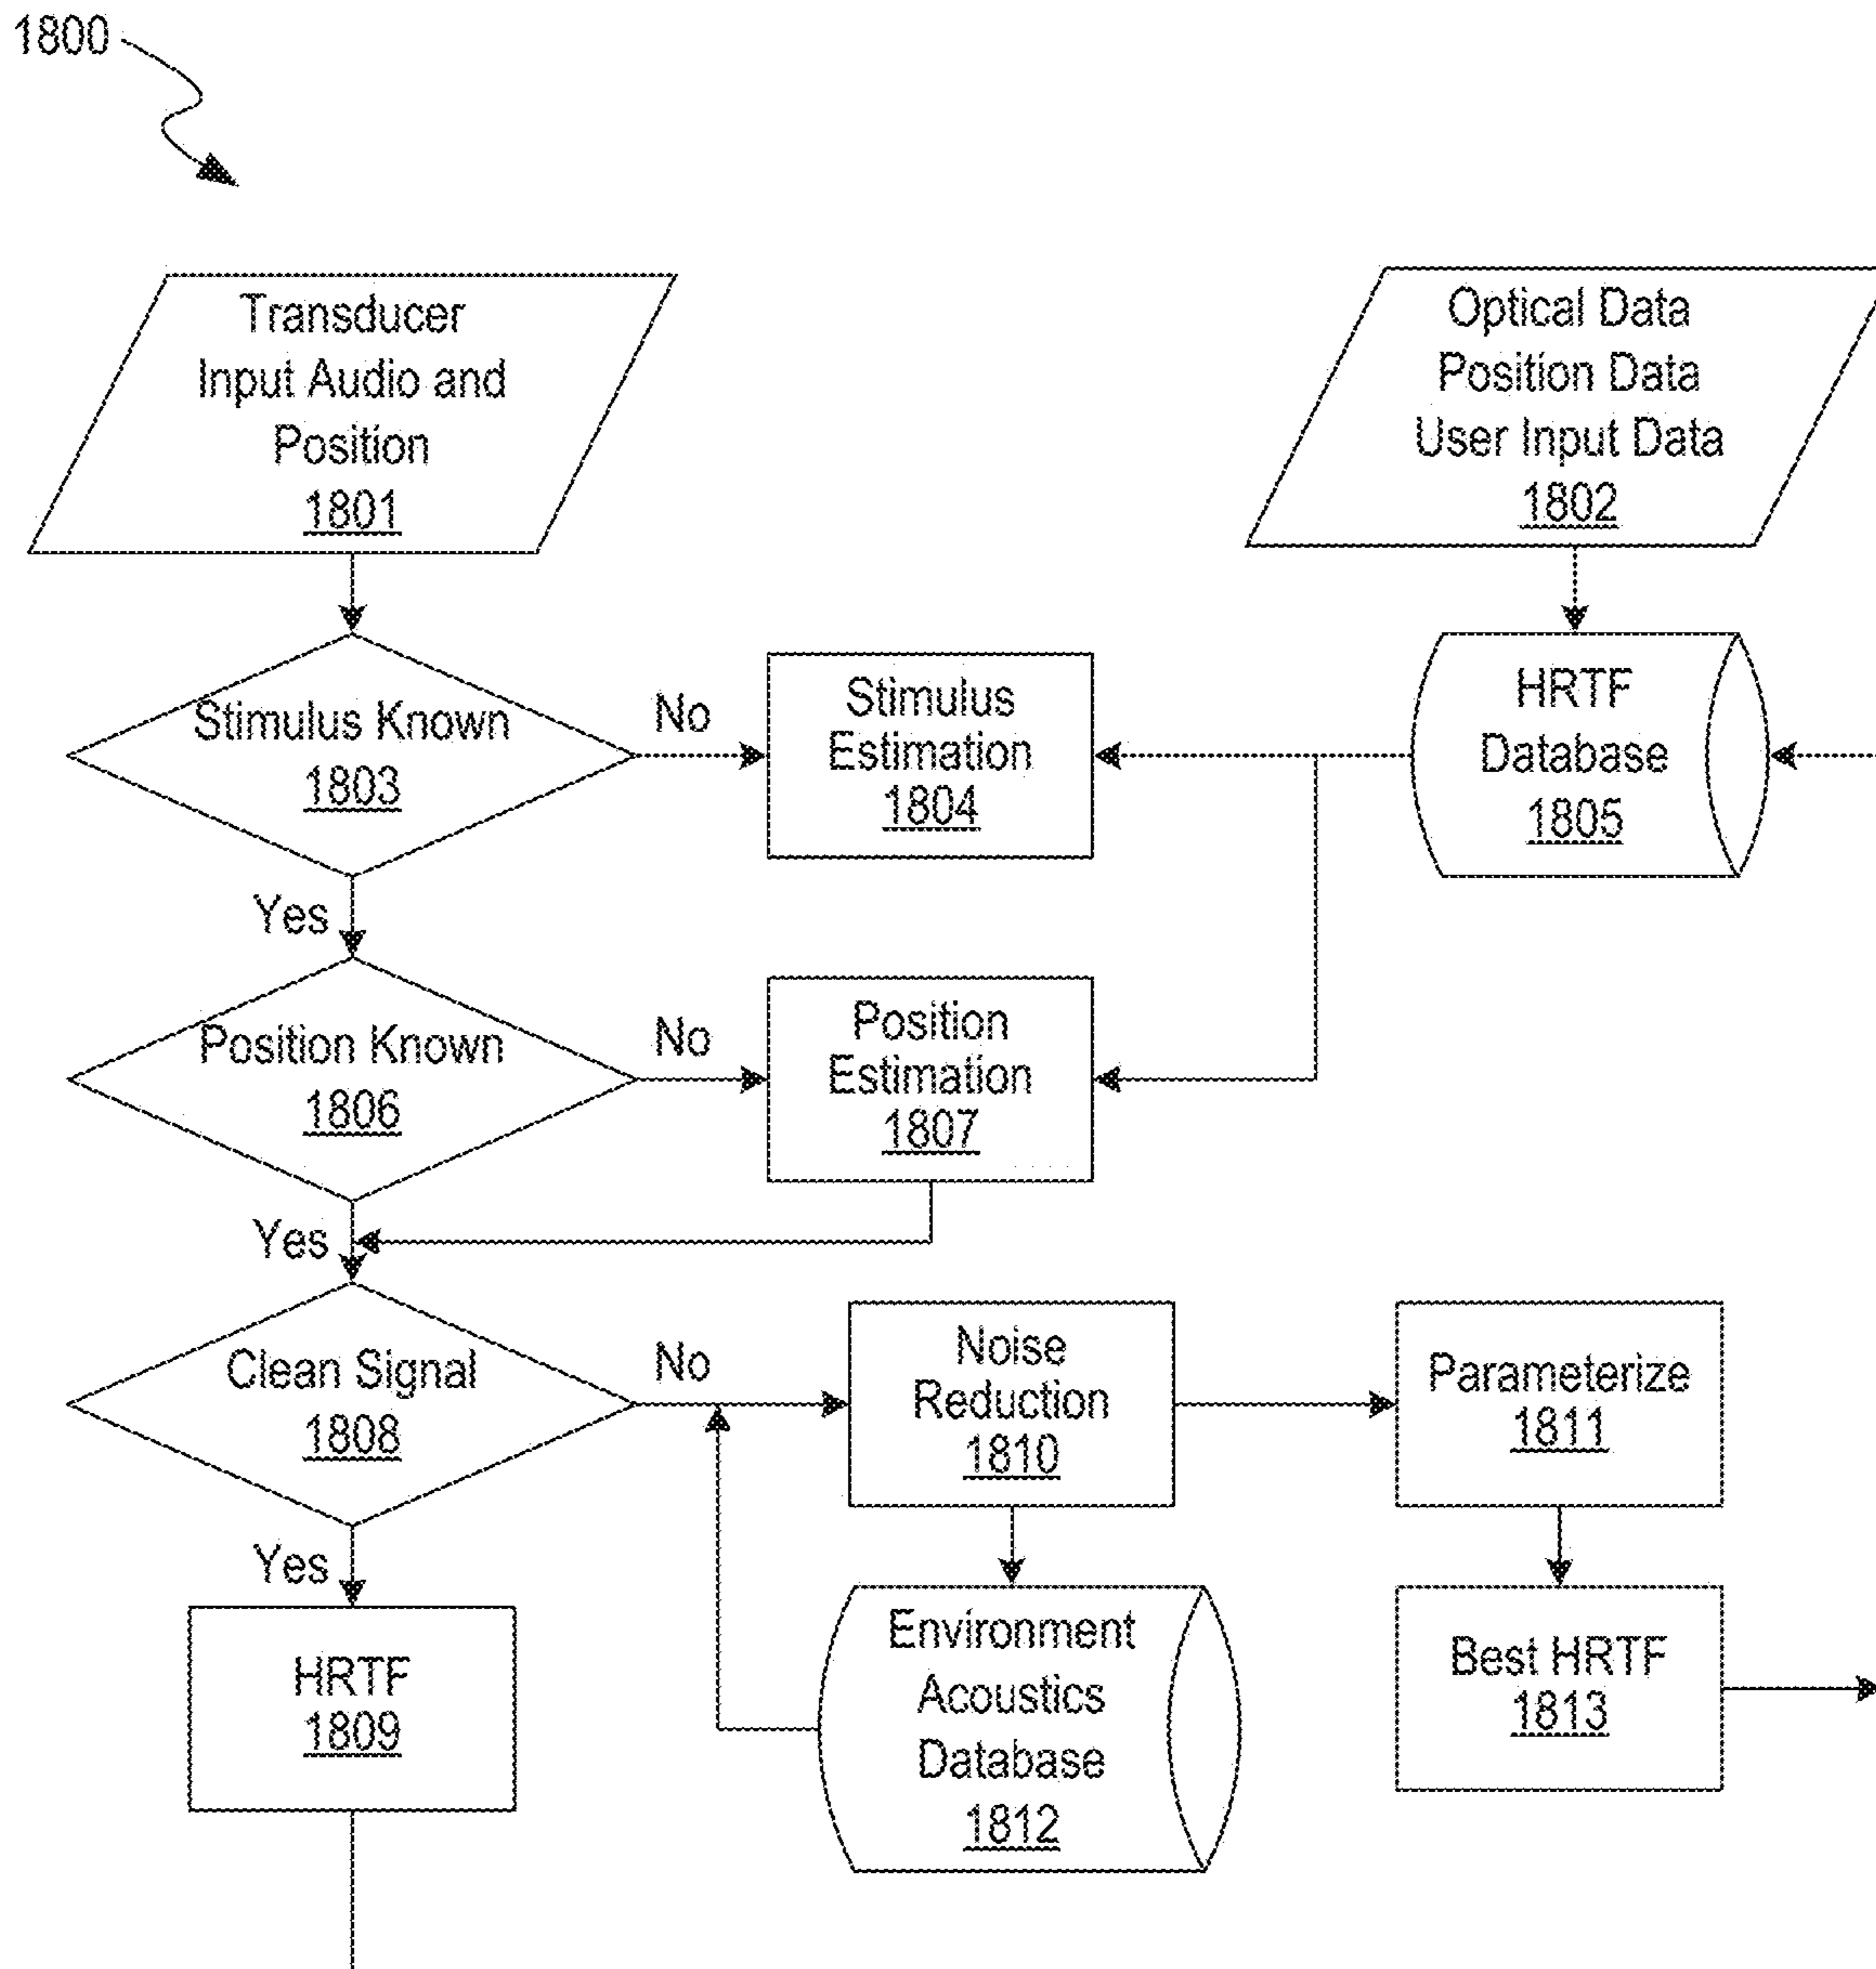 1800
Transducer
Input Audio and
Position
1801
Optical Data
Position Data
User Input Data
1802
Stimulus Known
1803
No
Stimulus
Estimation
1804
HRTF
Database
1805
Yes
Position Known
1806
No
Position
Estimation
1807
Yes
Clean Signal
1808
No
Noise
Reduction
1810
Parameterize
1811
Yes
HRTF
1809
Environment
Acoustics
Database
1812
Best HRTF
1813